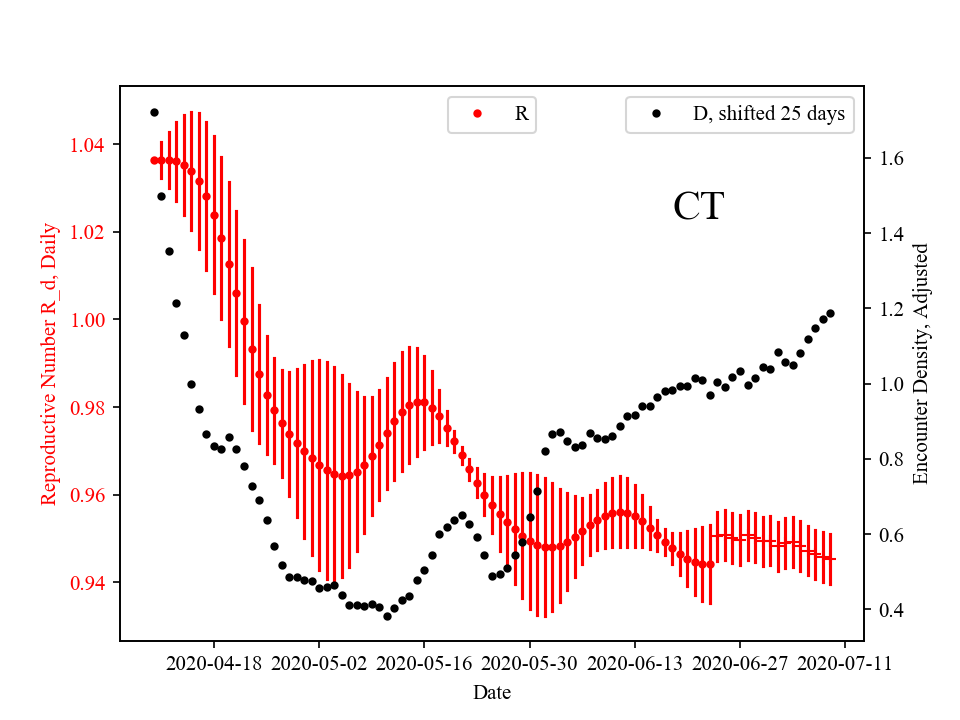 R
D, shifted 25 days
CT
Reproductive Number R_d, Daily
1.04
1.02
1.00
0.98
0.96
0.94
1.6
1.4
1.2
1.0
0.8
0.6
0.4
Encounter Density, Adjusted
2020-04-18 2020-05-02 2020-05-16 2020-05-30 2020-06-13 2020-06-27 2020-07-11
Date